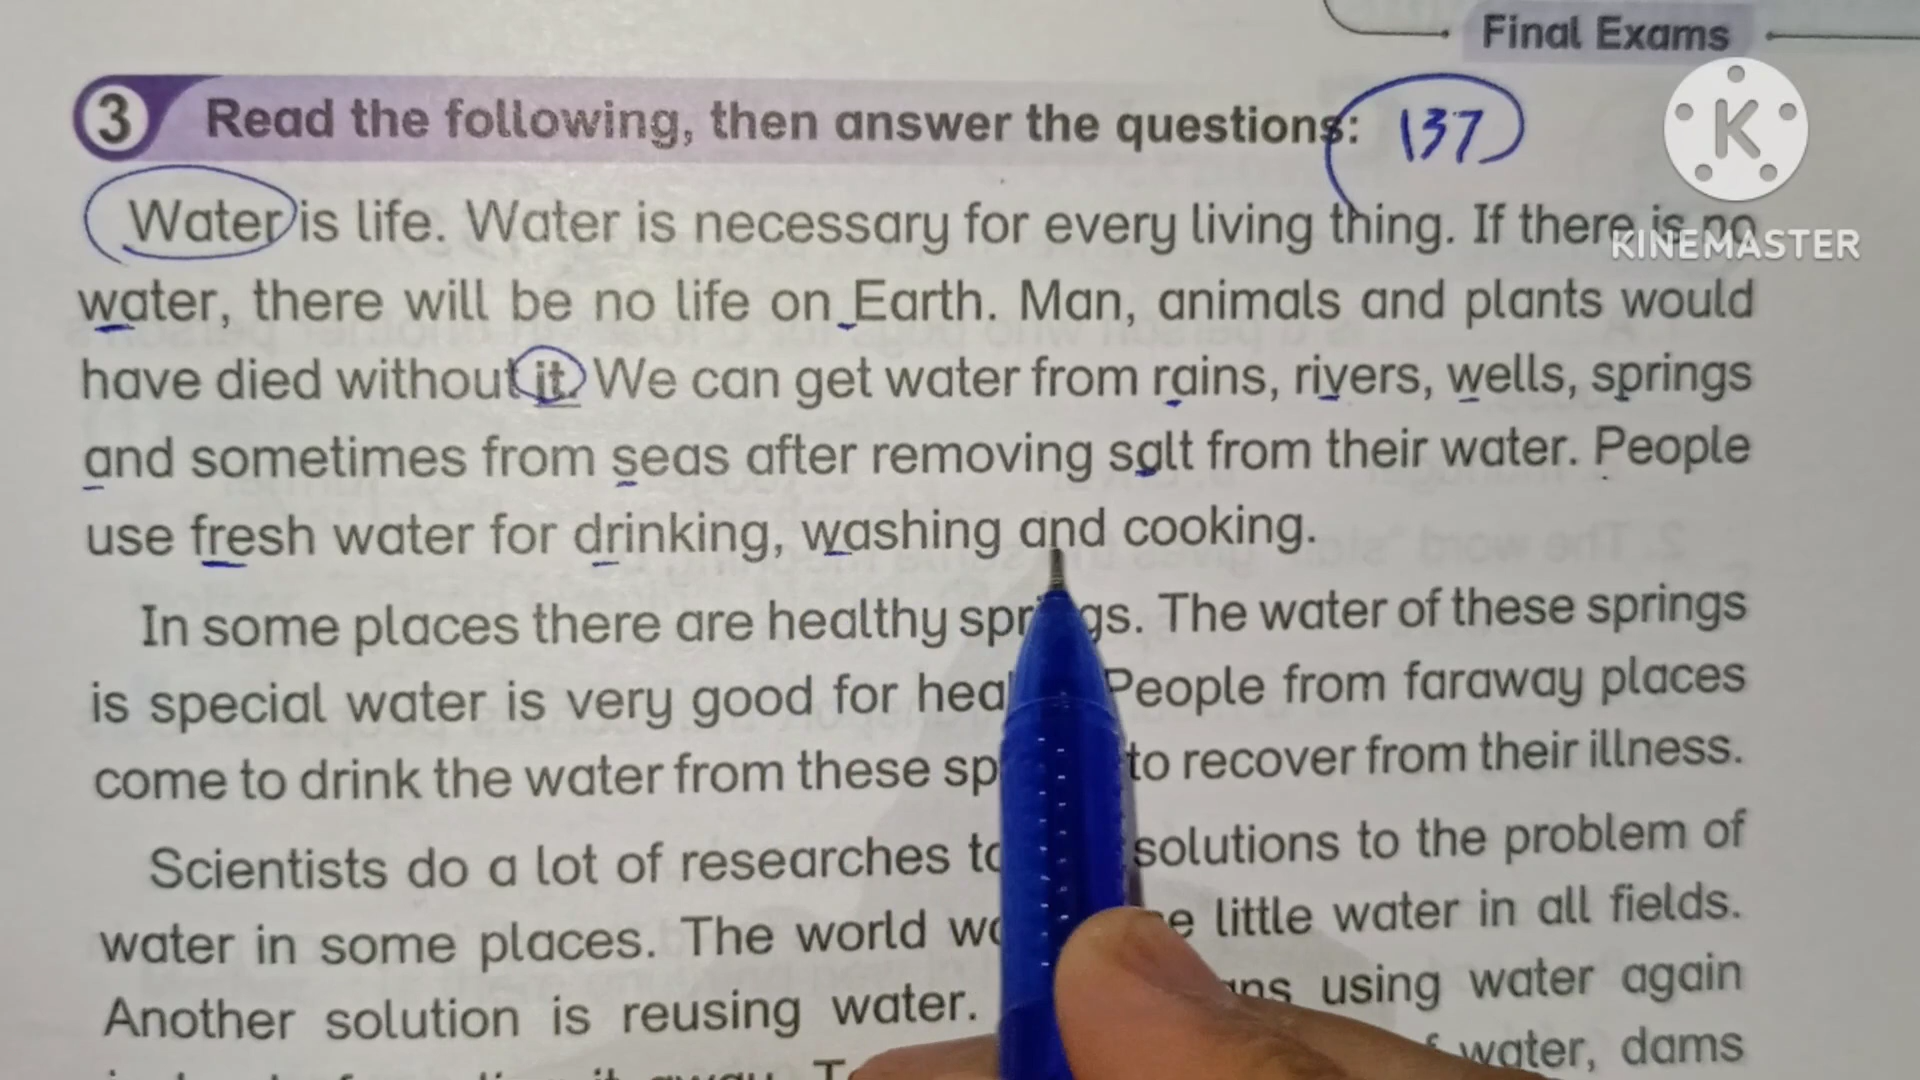 Final Exams
3 Read the following, then answer the questions: 137
KINEMASTER
Water is life. Water is necessary for every living thing. If there is no
water, there will be no life on Earth. Man, animals and plants would
have died without it. We can get water from rains, rivers, wells, springs
and sometimes from seas after removing salt from their water. People
use fresh water for drinking, washing and cooking.
In some places there are healthy springs. The water of these springs
is special water is very good for People from faraway places
come to drink the water from these to recover from their illness.
Scientists do a lot of researches solutions to the problem of
water in some places. The world little water in all fields.
Another solution is reusing water. using water again
water, dams